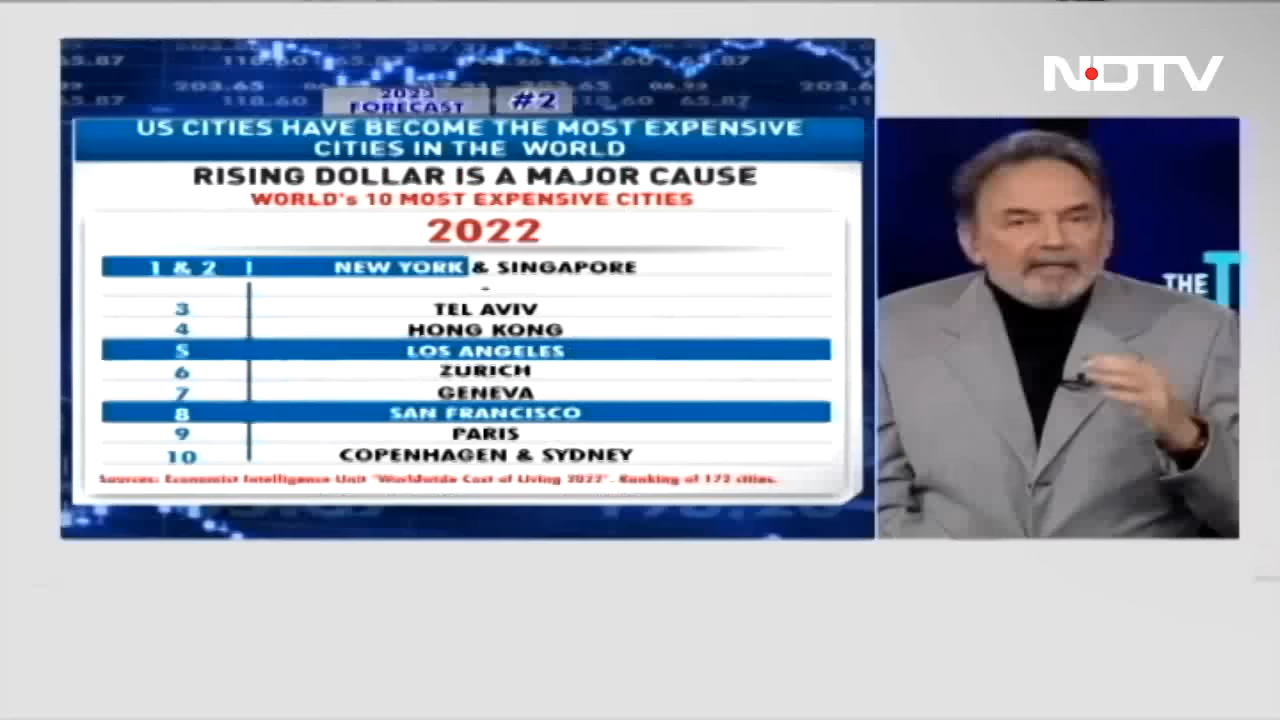 NDTV
2023
FORECAST
#2
US CITIES HAVE BECOME THE MOST EXPENSIVE
CITIES IN THE WORLD
RISING DOLLAR IS A MAJOR CAUSE
WORLD's 10 MOST EXPENSIVE CITIES
2022
1 & 2 NEW YORK & SINGAPORE
-
3 TEL AVIV
4 HONG KONG
5 LOS ANGELES
6 ZURICH
7 GENEVA
8 SAN FRANCISCO
9 PARIS
10 COPENHAGEN & SYDNEY
Sources: Economist Intelligence Unit "Worldwide Cost of Living 2022". Ranking of 172 cities.
THE